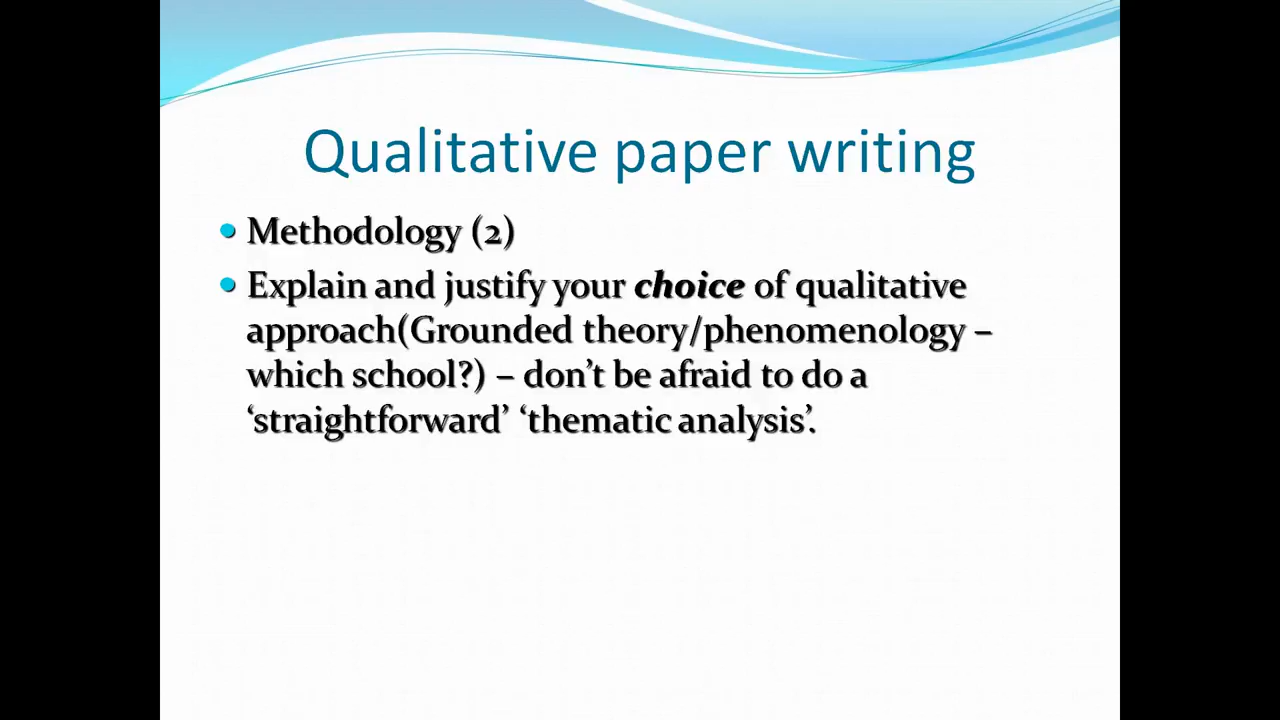 Qualitative paper writing
• Methodology (2)
• Explain and justify your choice of qualitative
approach(Grounded theory/phenomenology –
which school?) – don’t be afraid to do a
‘straightforward’ ‘thematic analysis’.